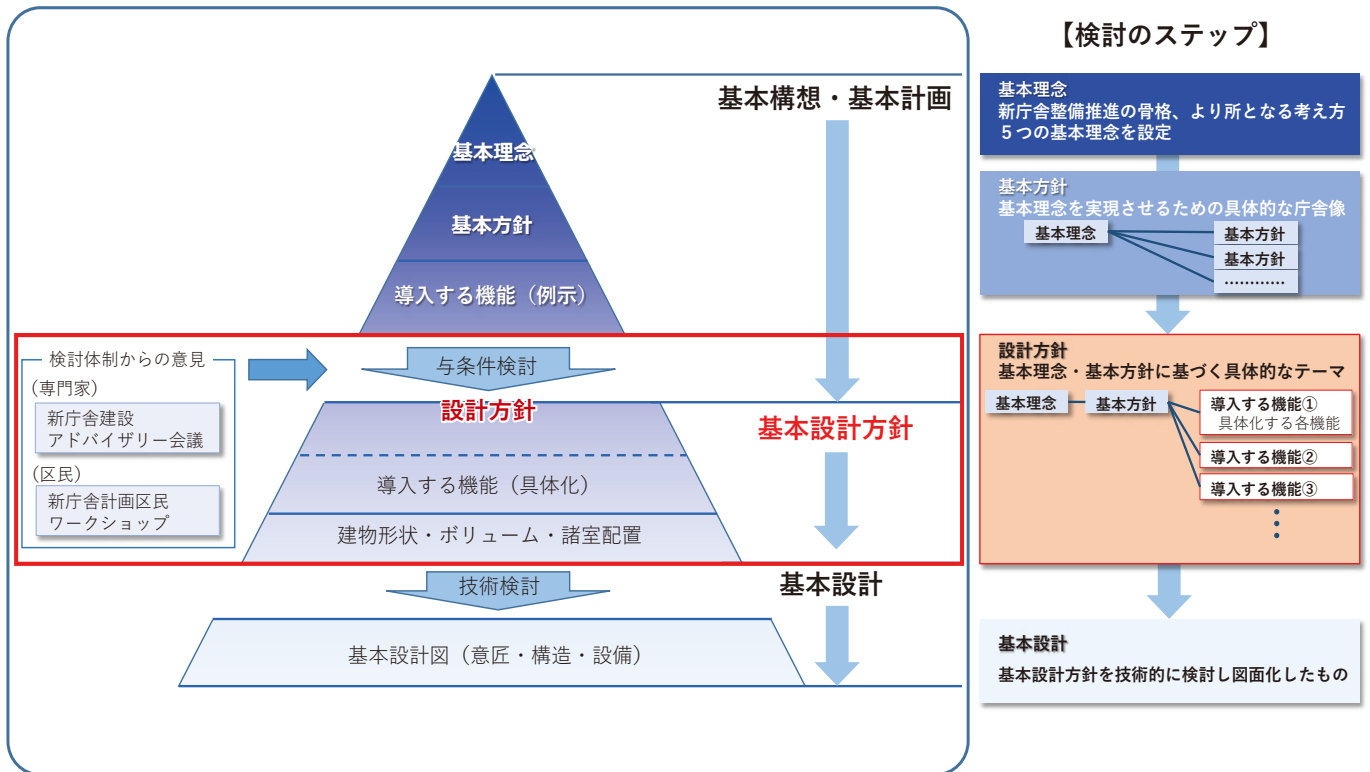 基本理念
基本方針
導入する機能（例示）
基本構想・基本計画
検討体制からの意見
(専門家)
新庁舎建設
アドバイザリー会議
(区民)
新庁舎計画区民
ワークショップ
与条件検討
設計方針
導入する機能（具体化）
建物形状・ボリューム・諸室配置
基本設計方針
技術検討
基本設計
基本設計図（意匠・構造・設備）
【検討のステップ】
基本理念
新庁舎整備推進の骨格、より所となる考え方
５つの基本理念を設定
基本方針
基本理念を実現させるための具体的な庁舎像
基本理念
基本方針
基本方針
…………
設計方針
基本理念・基本方針に基づく具体的なテーマ
基本理念
基本方針
導入する機能①
具体化する各機能
導入する機能②
導入する機能③
基本設計
基本設計方針を技術的に検討し図面化したもの